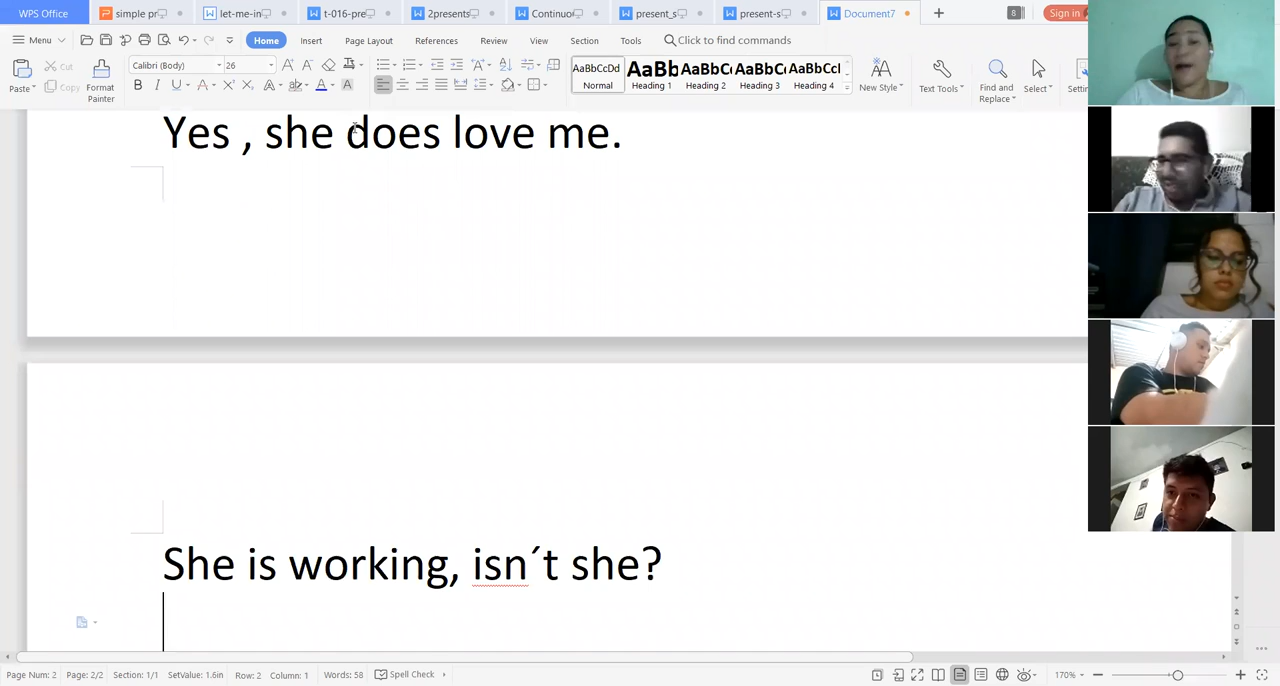 WPS Office simple pr let-me-in t-016-pre 2presents Continuo present_s present-s Document7 + 8 Sign in
Menu Home Insert Page Layout References Review View Section Tools Click to find commands
Calibri (Body) 26 AaBbCcDd AaBb AaBbC AaBbC AaBbCcI
Paste Cut Copy Format Painter B I U A X² X₂ A ab A A Normal Heading 1 Heading 2 Heading 3 Heading 4 New Style Text Tools Find and Replace Select Settin
Yes , she does love me.
She is working, isn´t she?
Page Num: 2 Page: 2/2 Section: 1/1 SetValue: 1.6in Row: 2 Column: 1 Words: 58 Spell Check 170%